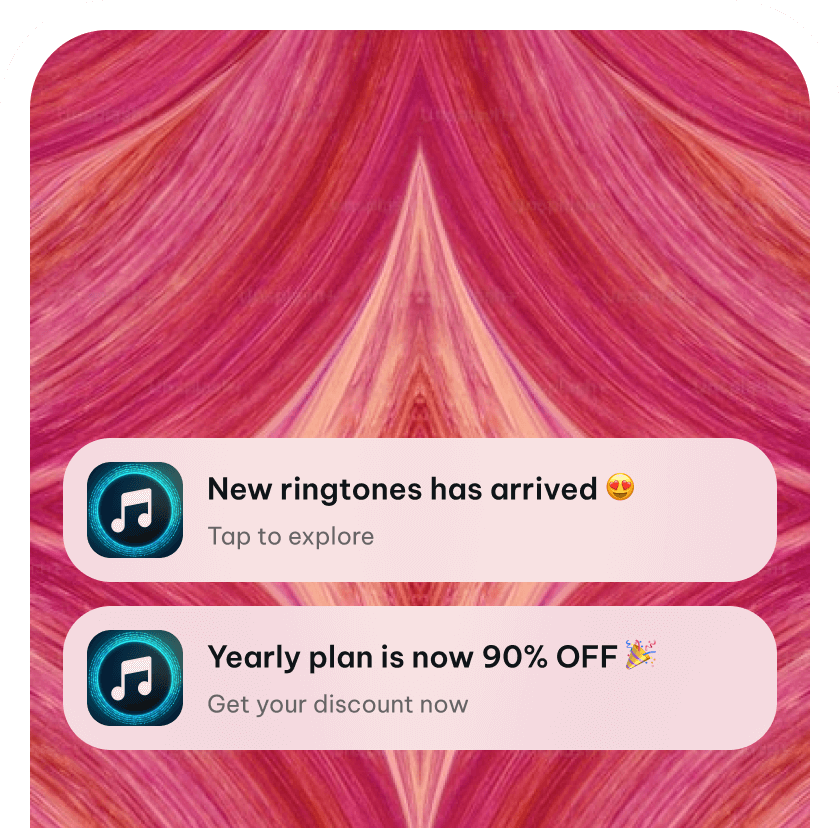 New ringtones has arrived 😍
Tap to explore
Yearly plan is now 90% OFF 🎉
Get your discount now